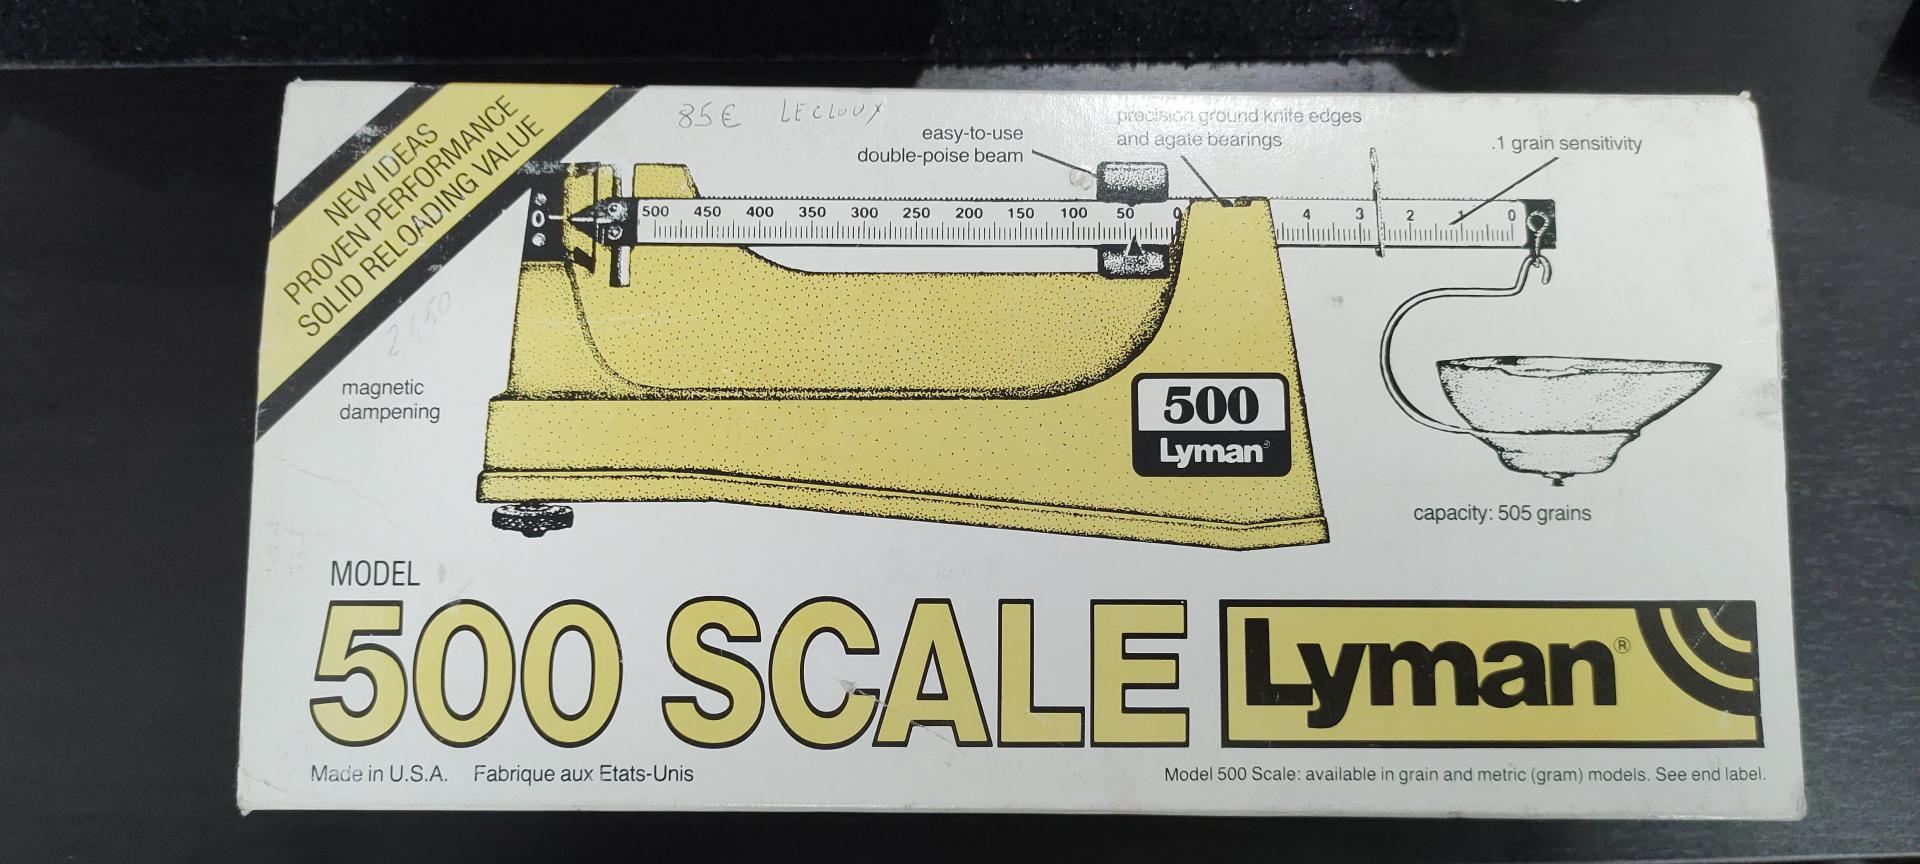 NEW IDEAS
PROVEN PERFORMANCE
SOLID RELOADING VALUE
85€ LECLOUX
easy-to-use
double-poise beam
precision ground knife edges
and agate bearings
.1 grain sensitivity
0
500 450 400 350 300 250 200 150 100 50 0 4 3 2 1 0
magnetic
dampening
500
Lyman®
capacity: 505 grains
MODEL
500 SCALE
Lyman®
Made in U.S.A. Fabrique aux Etats-Unis
Model 500 Scale: available in grain and metric (gram) models. See end label.